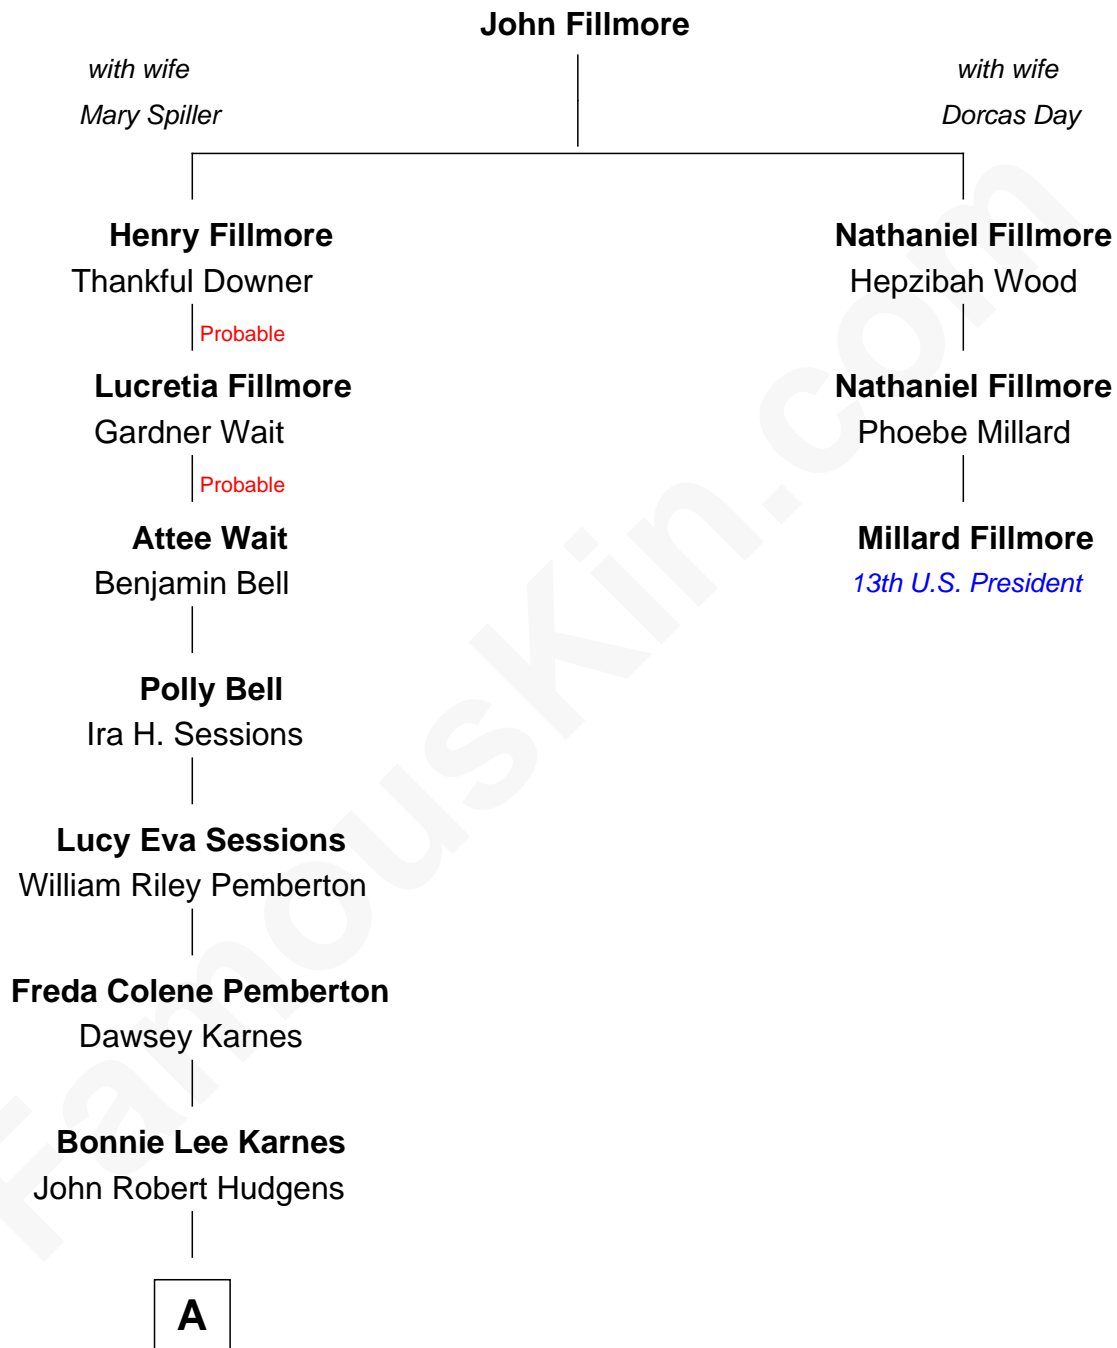 John Fillmore
with wife
Mary Spiller
with wife
Dorcas Day
Henry Fillmore
Thankful Downer
Probable
Lucretia Fillmore
Gardner Wait
Probable
Attee Wait
Benjamin Bell
Polly Bell
Ira H. Sessions
Lucy Eva Sessions
William Riley Pemberton
Freda Colene Pemberton
Dawsey Karnes
Bonnie Lee Karnes
John Robert Hudgens
A
Nathaniel Fillmore
Hepzibah Wood
Nathaniel Fillmore
Phoebe Millard
Millard Fillmore
13th U.S. President
FamousKin.com